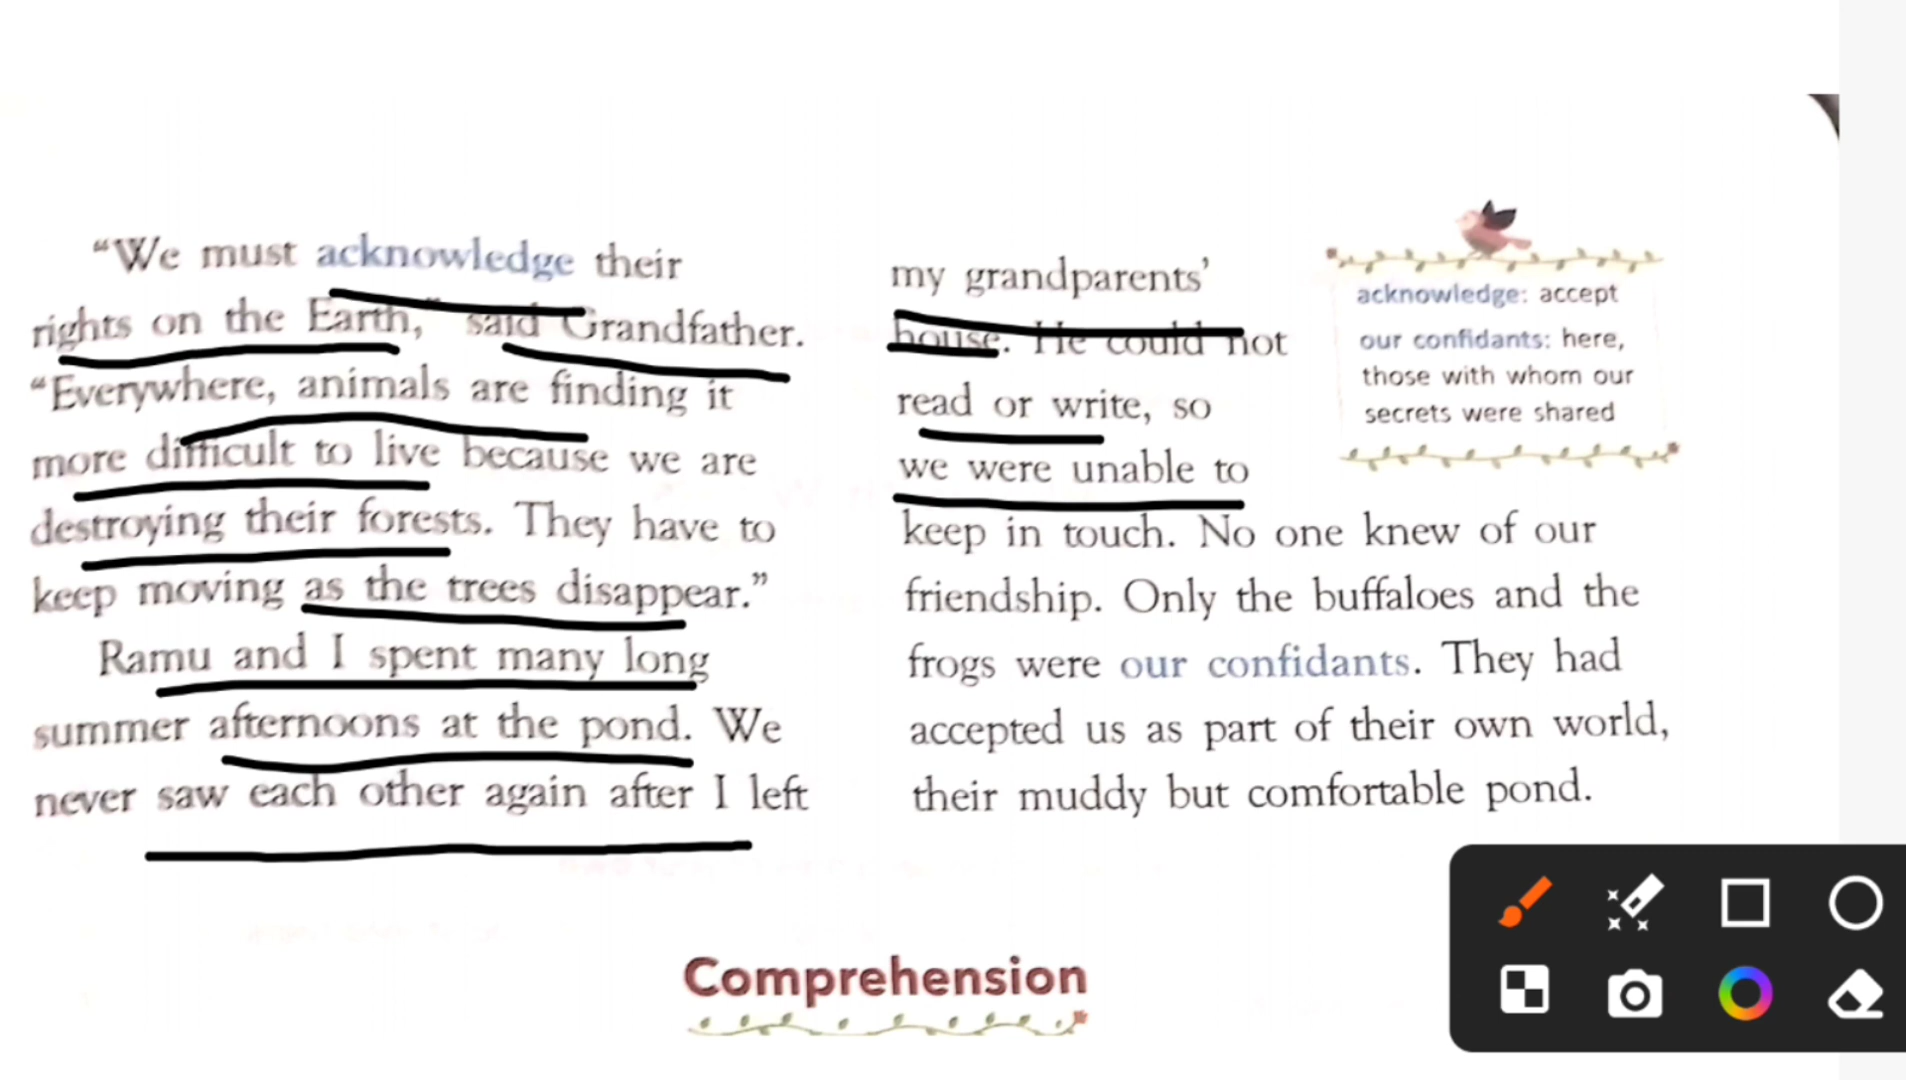 “We must acknowledge their
rights on the Earth,” said Grandfather.
“Everywhere, animals are finding it
more difficult to live because we are
destroying their forests. They have to
keep moving as the trees disappear.”
Ramu and I spent many long
summer afternoons at the pond. We
never saw each other again after I left
my grandparents’
house. He could not
read or write, so
we were unable to
keep in touch. No one knew of our
friendship. Only the buffaloes and the
frogs were our confidants. They had
accepted us as part of their own world,
their muddy but comfortable pond.
acknowledge: accept
our confidants: here,
those with whom our
secrets were shared
Comprehension